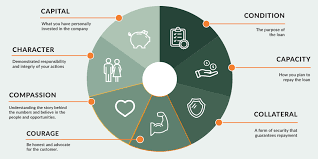 CAPITAL
What you have personally
invested in the company
CHARACTER
Demonstrated responsibility
and integrity of your actions
COMPASSION
Understanding the story behind
the numbers and believe in the
people and opportunities.
COURAGE
Be honest and advocate
for the customer.
CONDITION
The purpose of
the loan
CAPACITY
How you plan to
repay the loan
COLLATERAL
A form of security that
guarantees repayment